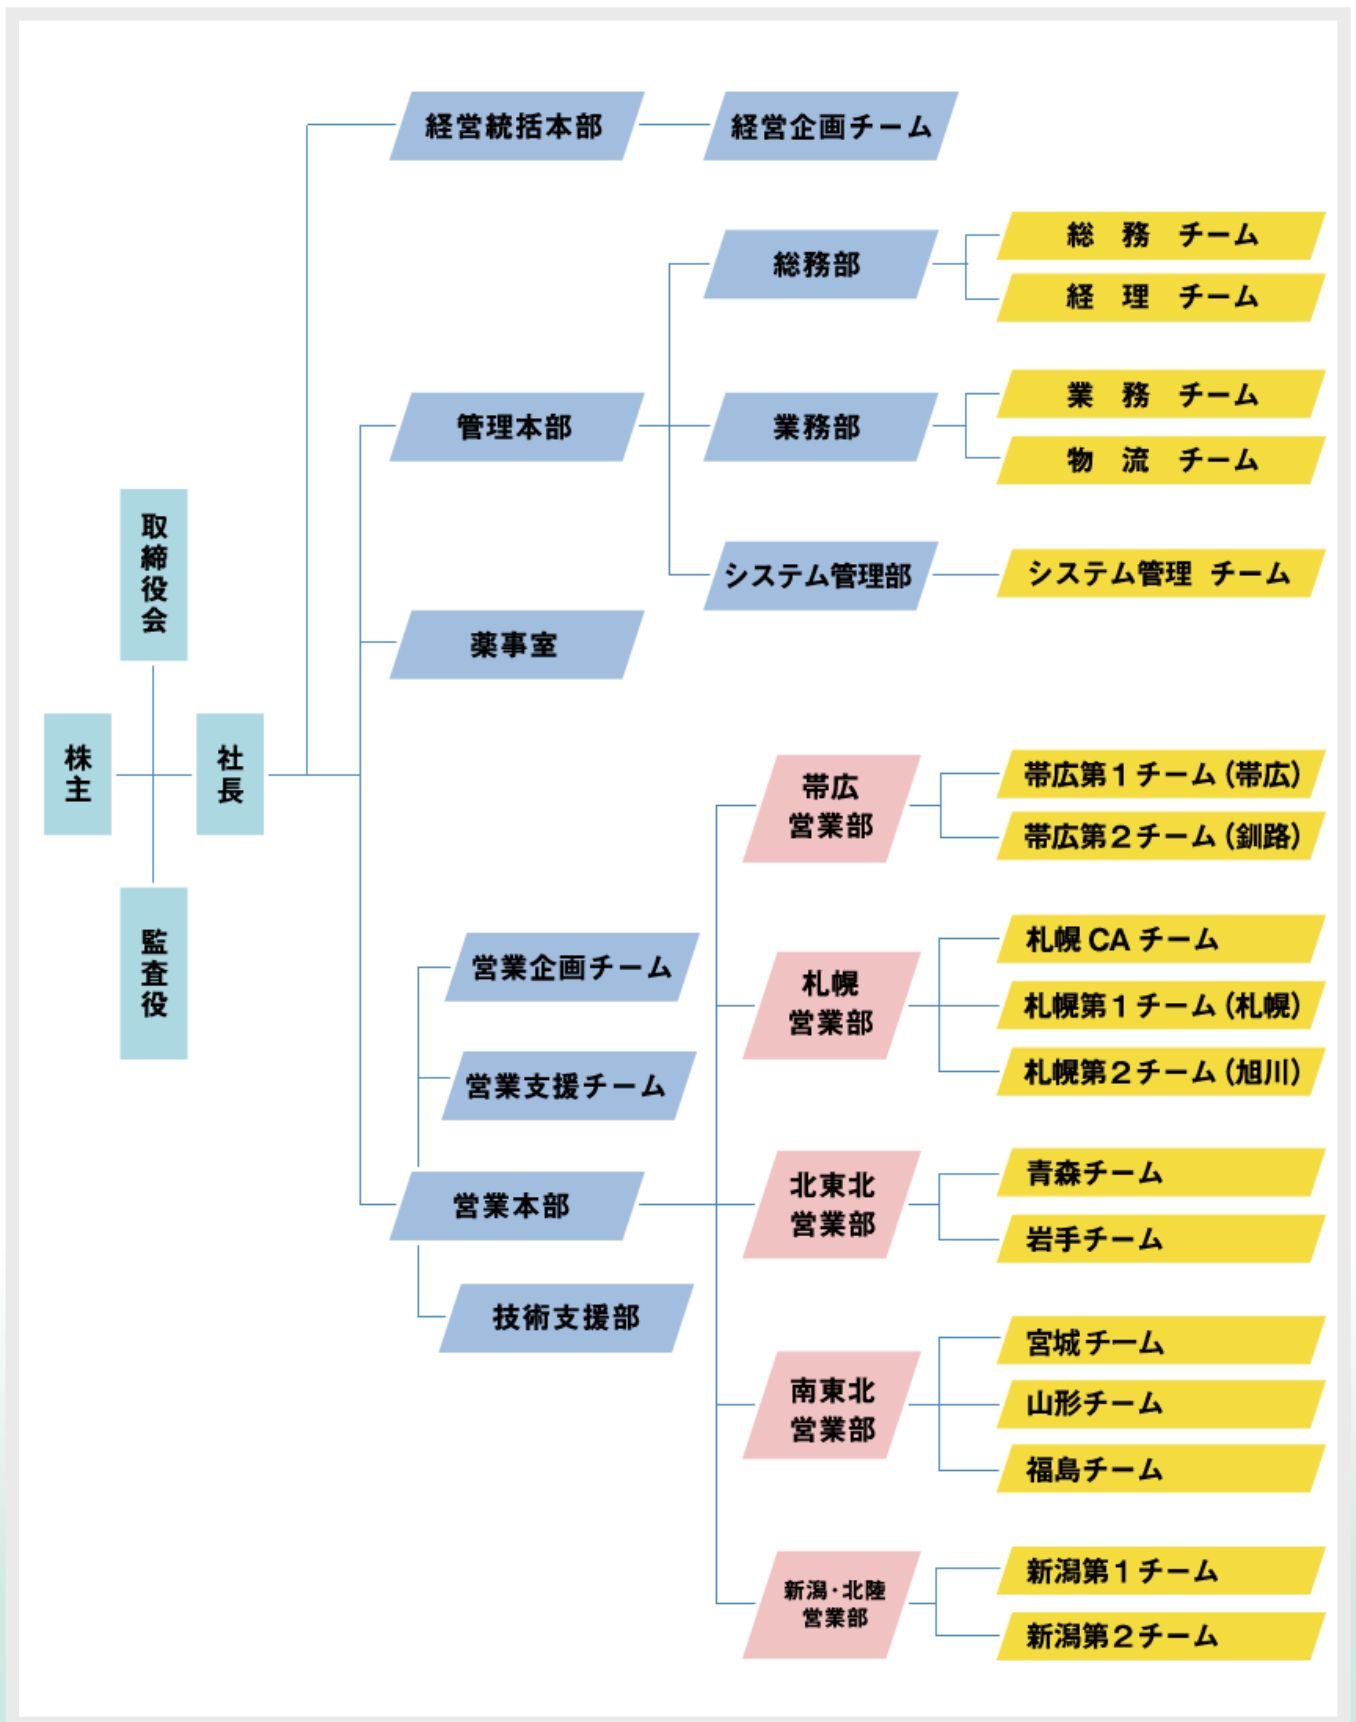 経営統括本部
経営企画チーム
総務部
総　務　チーム
経　理　チーム
管理本部
業務部
業　務　チーム
物　流　チーム
システム管理部
システム管理 チーム
薬事室
取締役会
株主
社長
監査役
帯広
営業部
帯広第1チーム(帯広)
帯広第2チーム(釧路)
営業企画チーム
営業支援チーム
営業本部
技術支援部
札幌
営業部
札幌 CA チーム
札幌第1チーム(札幌)
札幌第2チーム(旭川)
北東北
営業部
青森チーム
岩手チーム
南東北
営業部
宮城チーム
山形チーム
福島チーム
新潟・北陸
営業部
新潟第1チーム
新潟第2チーム